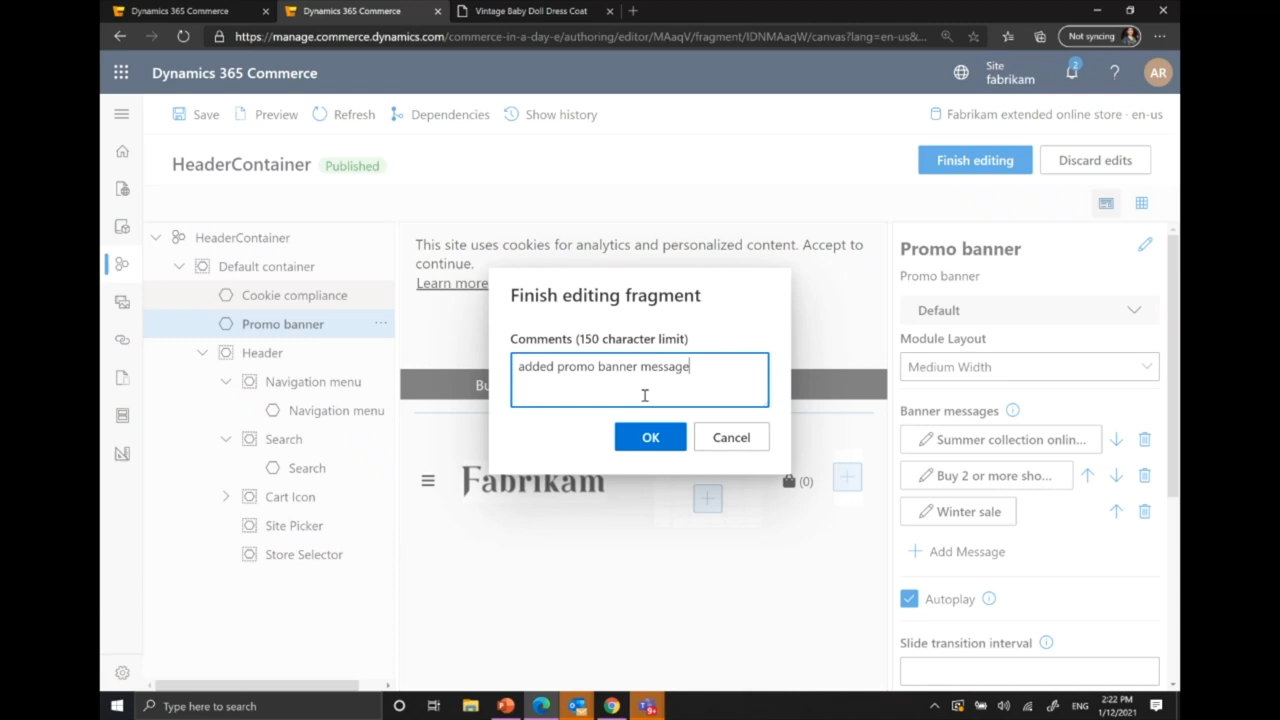 Dynamics 365 Commerce
Dynamics 365 Commerce
Vintage Baby Doll Dress Coat
https://manage.commerce.dynamics.com/commerce-in-a-day-e/authoring/editor/MAaqV/fragment/IDNMAaqW/canvas?lang=en-us&...
Not syncing
Dynamics 365 Commerce
Site
fabrikam
2
?
AR
Save
Preview
Refresh
Dependencies
Show history
Fabrikam extended online store · en-us
HeaderContainer
Published
Finish editing
Discard edits
HeaderContainer
Default container
Cookie compliance
Promo banner
Header
Navigation menu
Navigation menu
Search
Search
Cart Icon
Site Picker
Store Selector
This site uses cookies for analytics and personalized content. Accept to
continue.
Learn more
Bu
Fabrikam
(0)
Finish editing fragment
Comments (150 character limit)
added promo banner message
OK
Cancel
Promo banner
Promo banner
Default
Module Layout
Medium Width
Banner messages
Summer collection onlin...
Buy 2 or more sho...
Winter sale
Add Message
Autoplay
Slide transition interval
Type here to search
ENG
2:22 PM
1/12/2021